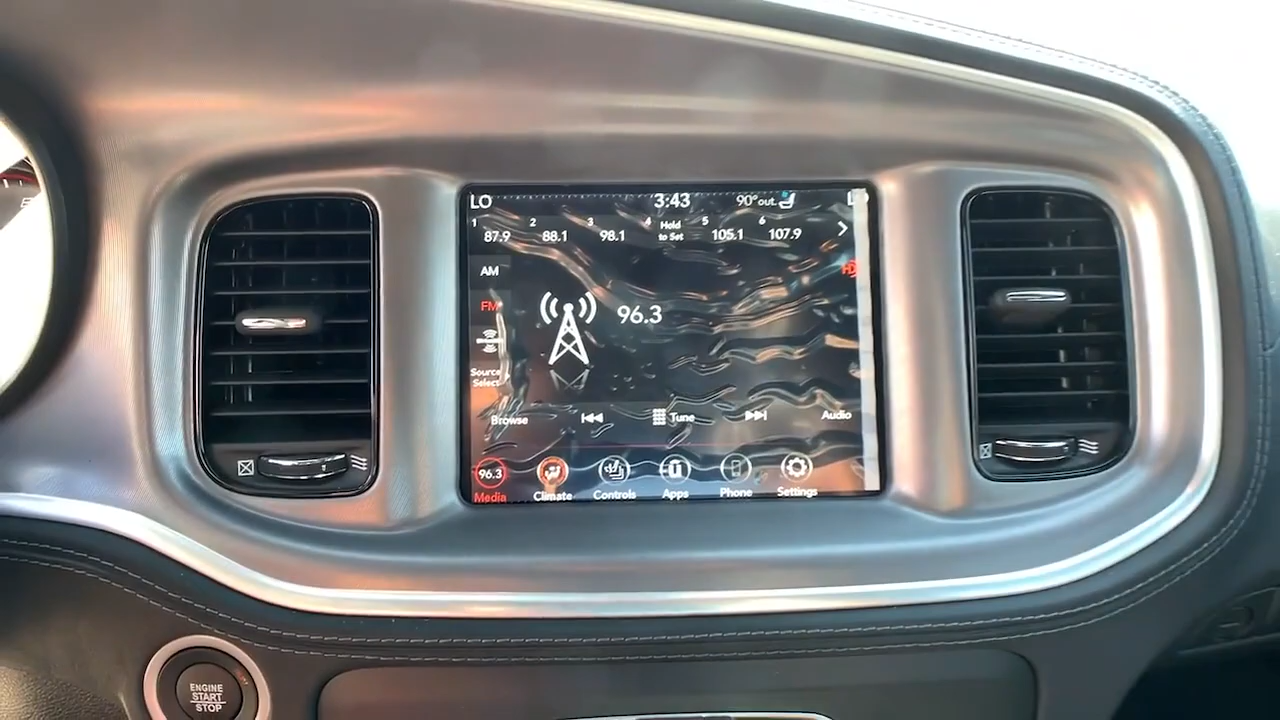 LO 3:43 90° out.
1 2 3 4 5 6
87.9 88.1 98.1 Hold to Set 105.1 107.9
AM
HD
FM
96.3
Source
Select
Browse Tune Audio
96.3
Media Climate Controls Apps Phone Settings
ENGINE
START
STOP